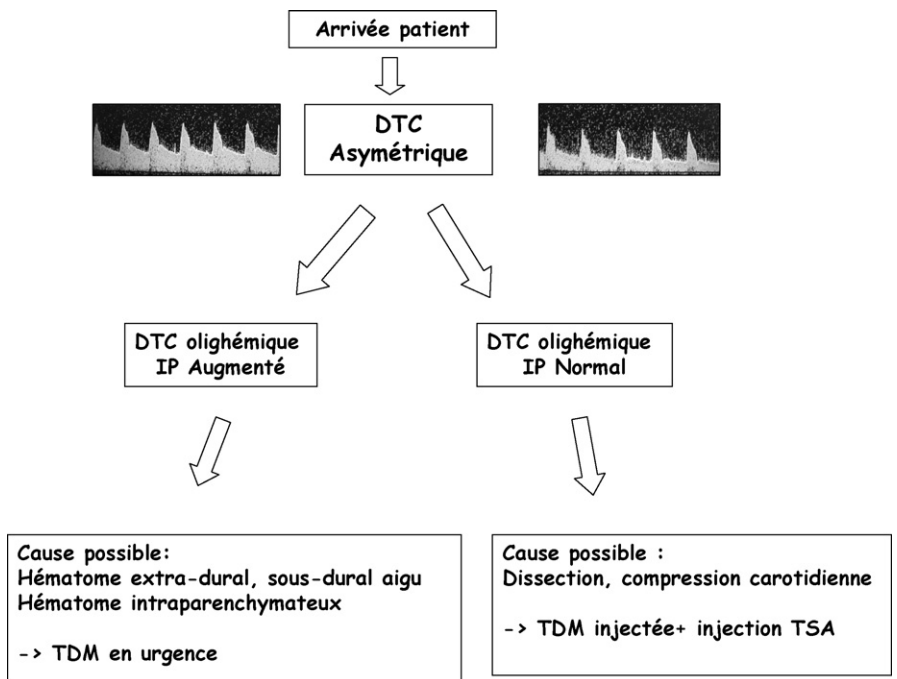 Arrivée patient
DTC
Asymétrique
DTC olighémique
IP Augmenté
DTC olighémique
IP Normal
Cause possible:
Hématome extra-dural, sous-dural aigu
Hématome intraparenchymateux
-> TDM en urgence
Cause possible :
Dissection, compression carotidienne
-> TDM injectée+ injection TSA